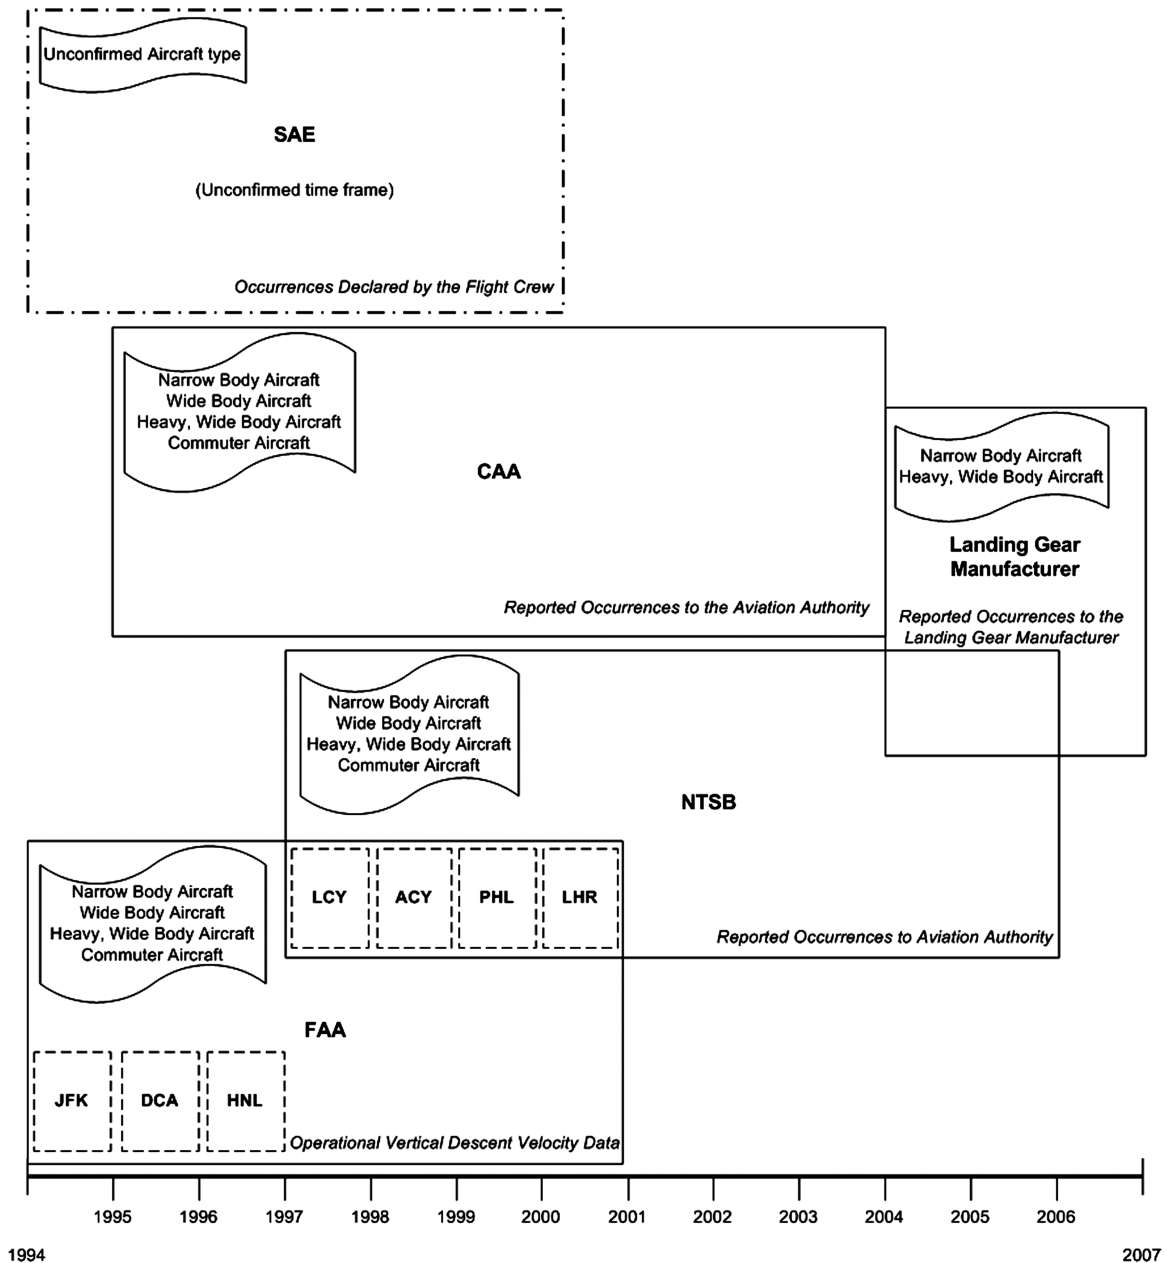 Unconfirmed Aircraft type
SAE
(Unconfirmed time frame)
Occurrences Declared by the Flight Crew
Narrow Body Aircraft
Wide Body Aircraft
Heavy, Wide Body Aircraft
Commuter Aircraft
CAA
Reported Occurrences to the Aviation Authority
Narrow Body Aircraft
Heavy, Wide Body Aircraft
Landing Gear
Manufacturer
Reported Occurrences to the
Landing Gear Manufacturer
Narrow Body Aircraft
Wide Body Aircraft
Heavy, Wide Body Aircraft
Commuter Aircraft
NTSB
Reported Occurrences to Aviation Authority
LCY ACY PHL LHR
Narrow Body Aircraft
Wide Body Aircraft
Heavy, Wide Body Aircraft
Commuter Aircraft
FAA
JFK DCA HNL
Operational Vertical Descent Velocity Data
1995 1996 1997 1998 1999 2000 2001 2002 2003 2004 2005 2006
1994 2007